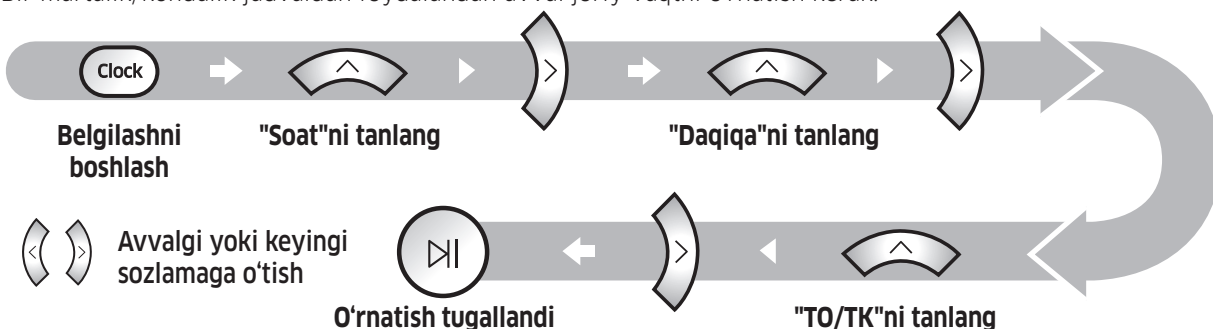 Clock
Belgilashni
boshlash
"Soat"ni tanlang
"Daqiqa"ni tanlang
Avvalgi yoki keyingi
sozlamaga o‘tish
O‘rnatish tugallandi
"TO/TK"ni tanlang